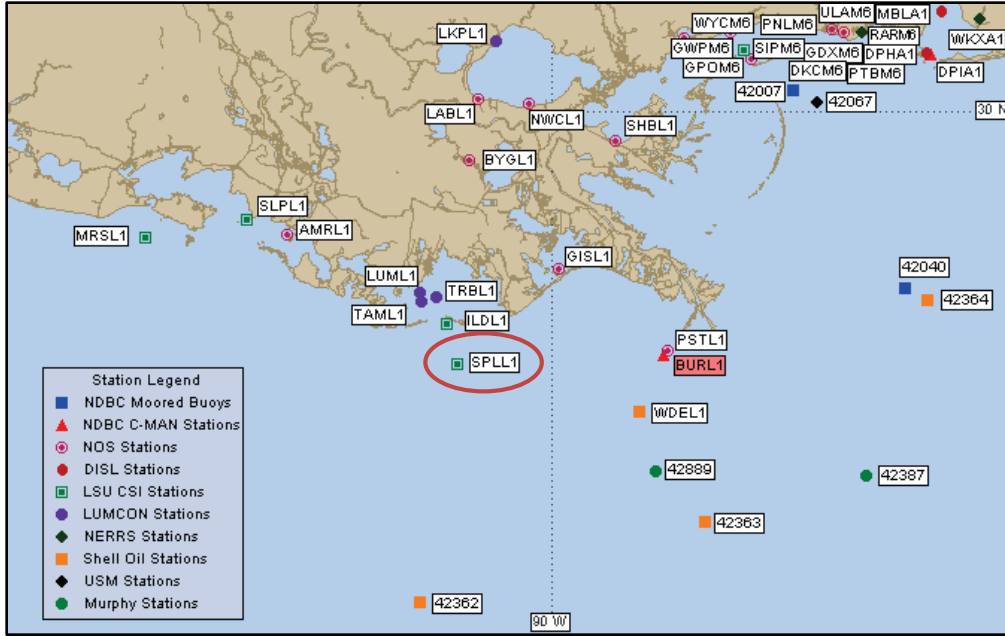 ULAM6
MBLA1
WYCM6
PNLM6
LKPL1
WKXA1
RARM6
GWPM6
SIPM6
GDXM6
DPHA1
GPOM6
DKCM6
PTBM6
DPIA1
42007
42067
30 N
LABL1
NWCL1
SHBL1
BYGL1
SLPL1
MRSL1
AMRL1
GISL1
42040
LUML1
TRBL1
42364
TAML1
ILDL1
PSTL1
SPLL1
BURL1
Station Legend
NDBC Moored Buoys
NDBC C-MAN Stations
NOS Stations
DISL Stations
LSU CSI Stations
LUMCON Stations
NERRS Stations
Shell Oil Stations
USM Stations
Murphy Stations
WDEL1
42889
42387
42363
42362
90 W